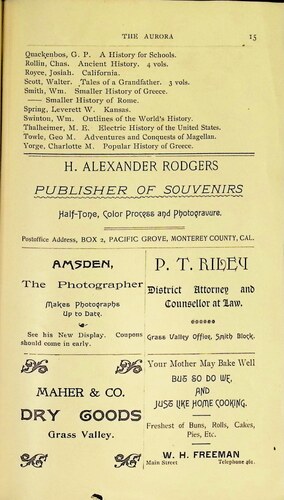 THE AURORA 15
Quackenbos, G. P. A History for Schools.
Rollin, Chas. Ancient History. 4 vols.
Royce, Josiah. California.
Scott, Walter. Tales of a Grandfather. 3 vols.
Smith, Wm. Smaller History of Greece.
—— Smaller History of Rome.
Spring, Leverett W. Kansas.
Swinton, Wm. Outlines of the World's History.
Thalheimer, M. E. Electric History of the United States.
Towle, Geo M. Adventures and Conquests of Magellan.
Yorge, Charlotte M. Popular History of Greece.
H. ALEXANDER RODGERS
PUBLISHER OF SOUVENIRS
Half-Tone, Color Process and Photogravure.
Postoffice Address, BOX 2, PACIFIC GROVE, MONTEREY COUNTY, CAL.
AMSDEN,
The Photographer
Makes Photographs
Up to Date.
See his New Display. Coupons
should come in early.
P. T. RILEY
District Attorney and
Counsellor at Law.
Grass Valley Office, Smith Block.
MAHER & CO.
DRY GOODS
Grass Valley.
Your Mother May Bake Well
BUT SO DO WE,
AND
JUST LIKE HOME COOKING.
Freshest of Buns, Rolls, Cakes,
Pies, Etc.
W. H. FREEMAN
Main Street Telephone 461.